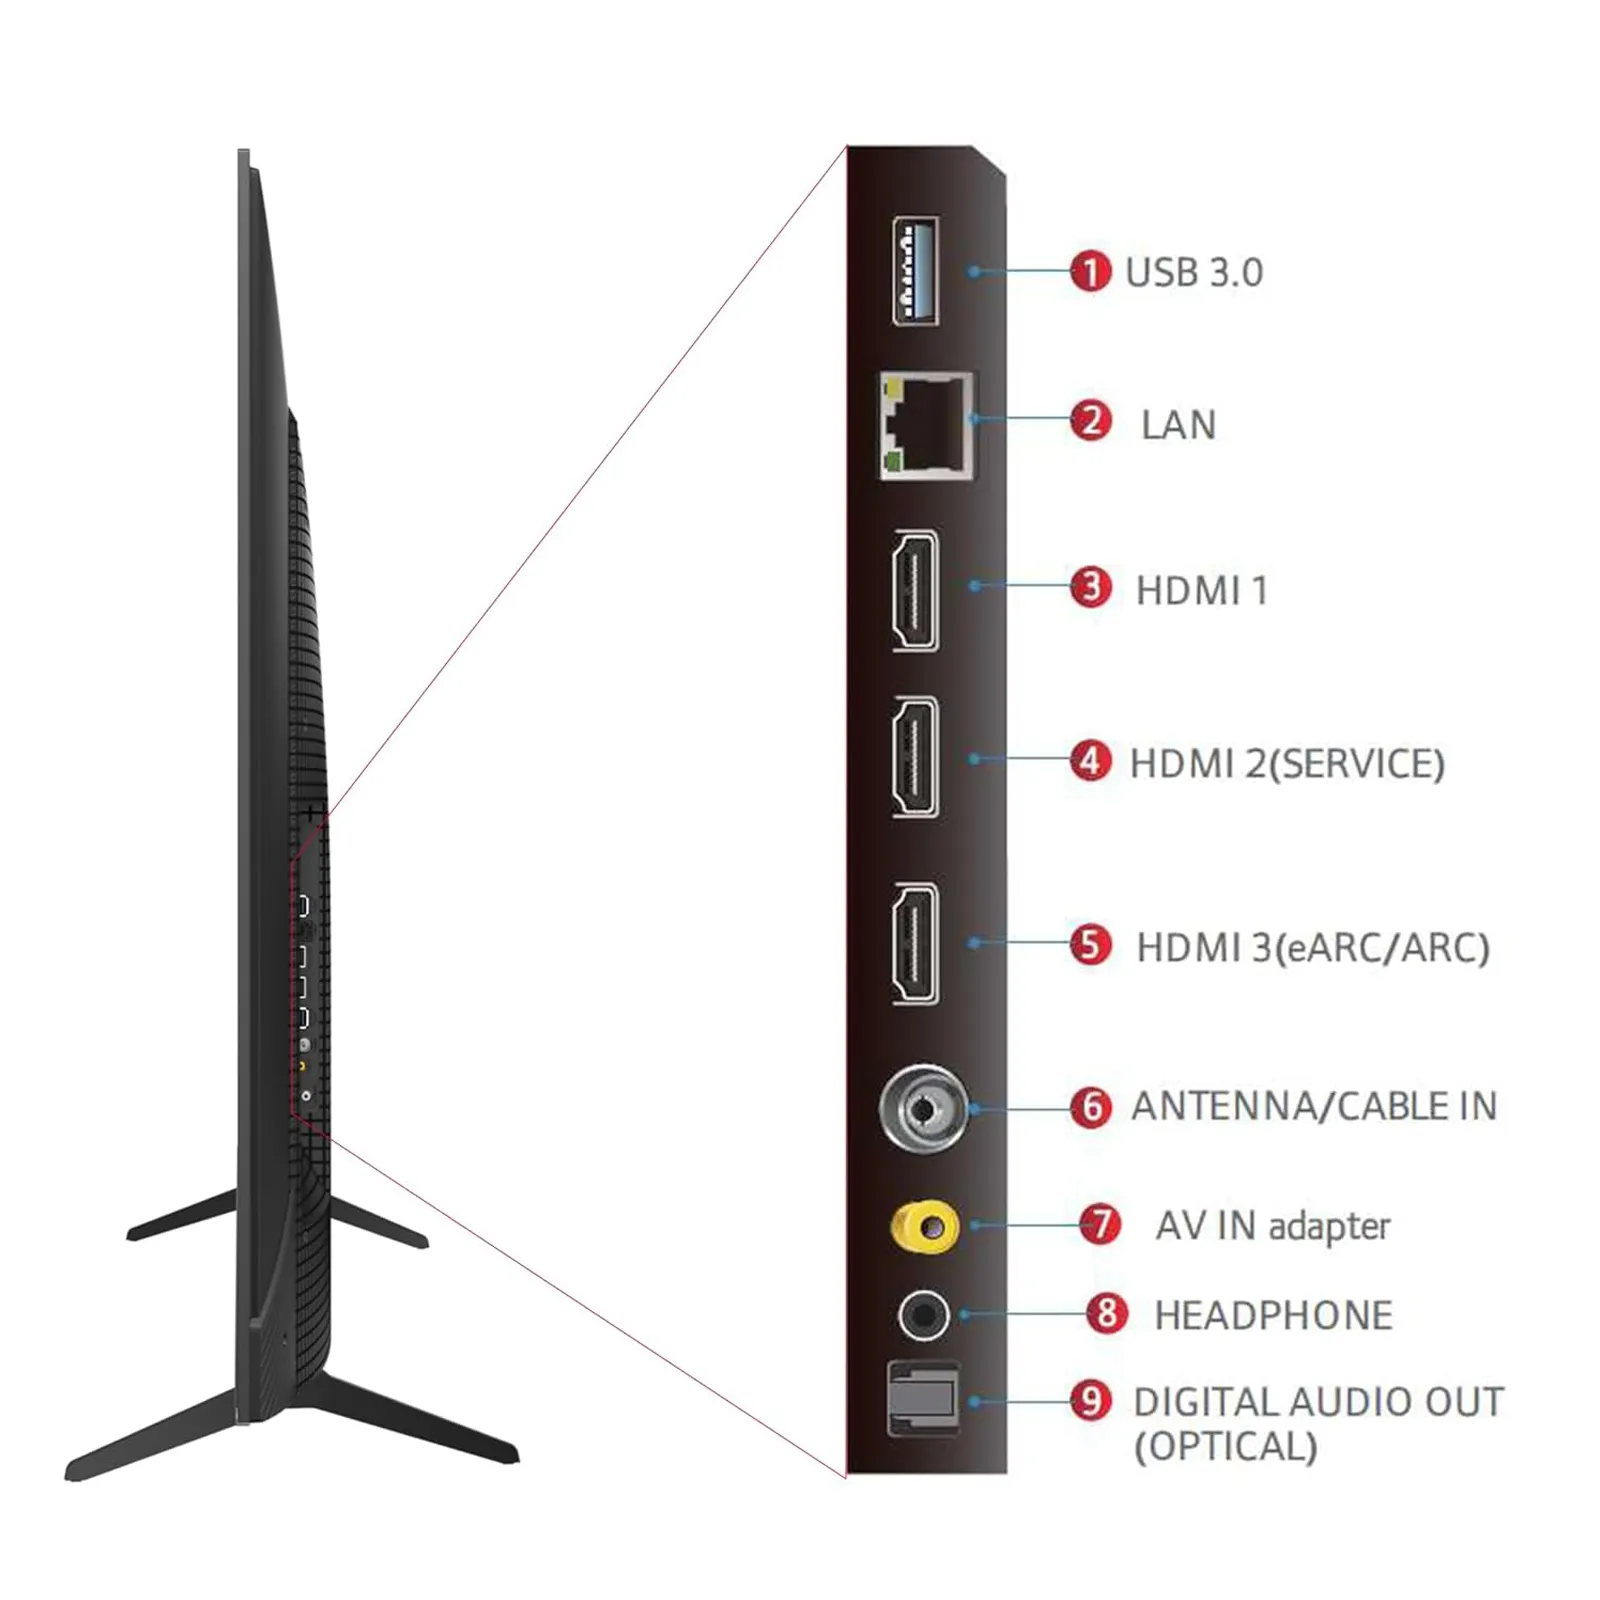 1 USB 3.0
2 LAN
3 HDMI 1
4 HDMI 2(SERVICE)
5 HDMI 3(eARC/ARC)
6 ANTENNA/CABLE IN
7 AV IN adapter
8 HEADPHONE
9 DIGITAL AUDIO OUT
(OPTICAL)